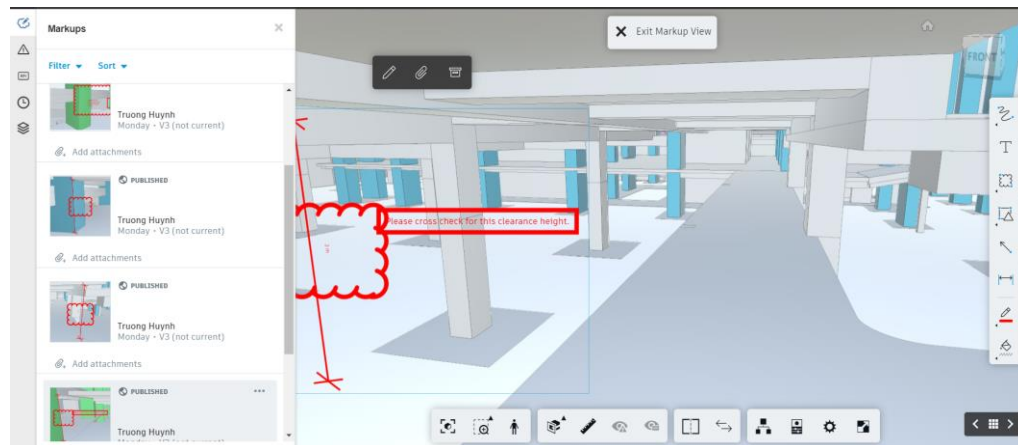 Markups
Filter
Sort
Truong Huynh
Monday - V3 (not current)
Add attachments
PUBLISHED
Truong Huynh
Monday - V3 (not current)
Add attachments
PUBLISHED
Truong Huynh
Monday - V3 (not current)
Add attachments
PUBLISHED
Truong Huynh
Exit Markup View
FRONT
Please cross check for this clearance height.
T